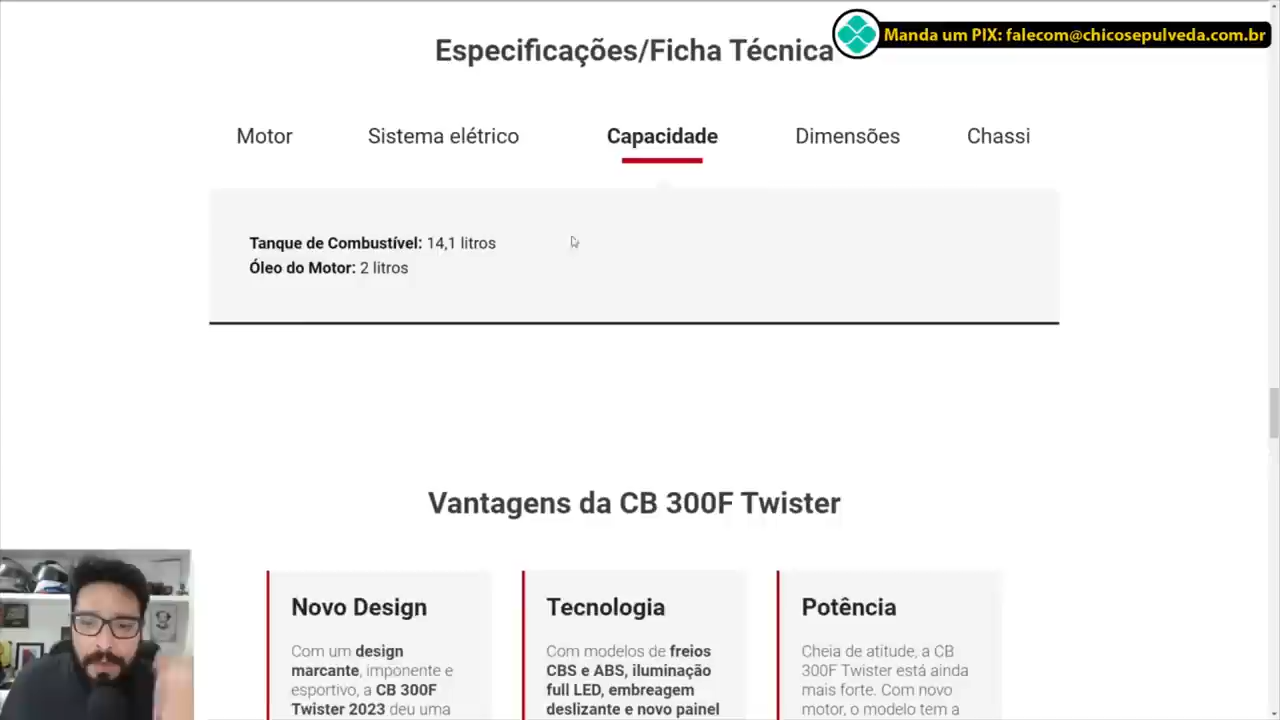 Manda um PIX: falecom@chicosepulveda.com.br
Especificações/Ficha Técnica
Motor
Sistema elétrico
Capacidade
Dimensões
Chassi
Tanque de Combustível: 14,1 litros
Óleo do Motor: 2 litros
Vantagens da CB 300F Twister
Novo Design
Com um design
marcante, imponente e
esportivo, a CB 300F
Twister 2023 deu uma
Tecnologia
Com modelos de freios
CBS e ABS, iluminação
full LED, embreagem
deslizante e novo painel
Potência
Cheia de atitude, a CB
300F Twister está ainda
mais forte. Com novo
motor, o modelo tem a